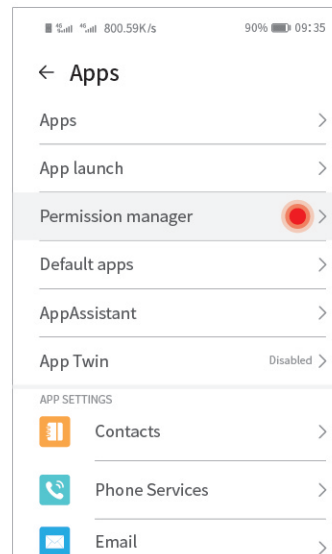 800.59K/s 90% 09:35
← Apps
Apps
App launch
Permission manager
Default apps
AppAssistant
App Twin Disabled
APP SETTINGS
Contacts
Phone Services
Email